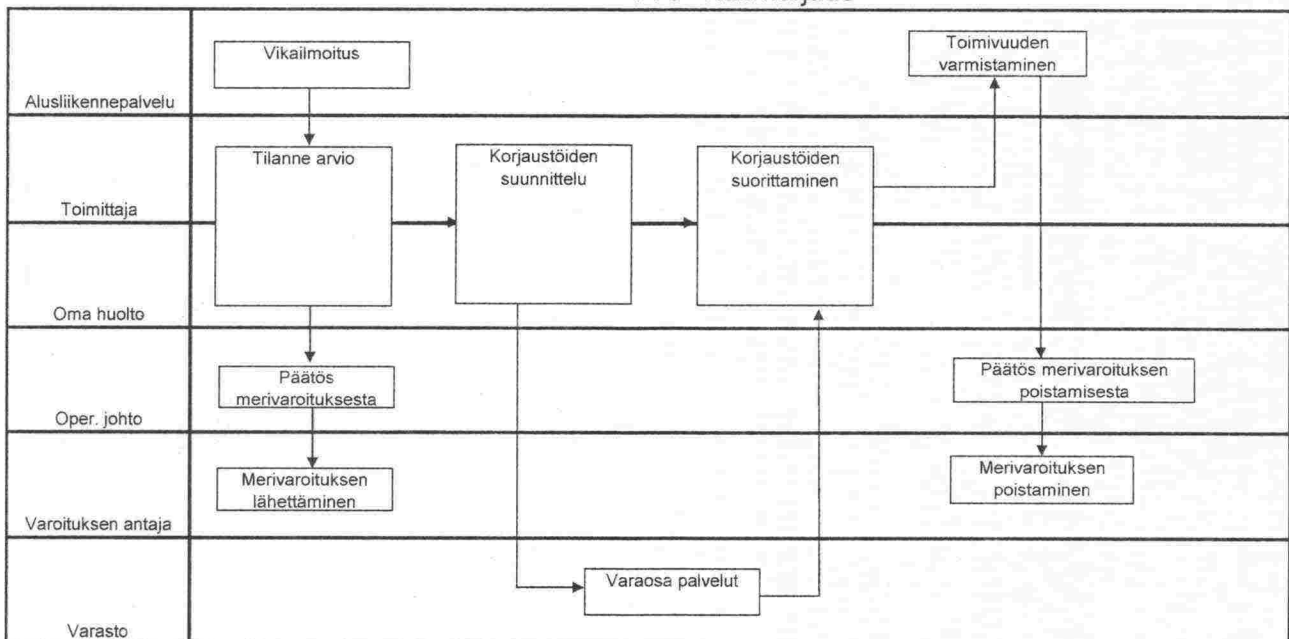 Vikailmoitus
Toimivuuden
varmistaminen
Alusliikennepalvelu
Tilanne arvio
Korjaustöiden
suunnittelu
Korjaustöiden
suorittaminen
Toimittaja
Oma huolto
Päätös
merivaroituksesta
Päätös merivaroituksen
poistamisesta
Oper. johto
Merivaroituksen
lähettäminen
Merivaroituksen
poistaminen
Varoituksen antaja
Varaosa palvelut
Varasto